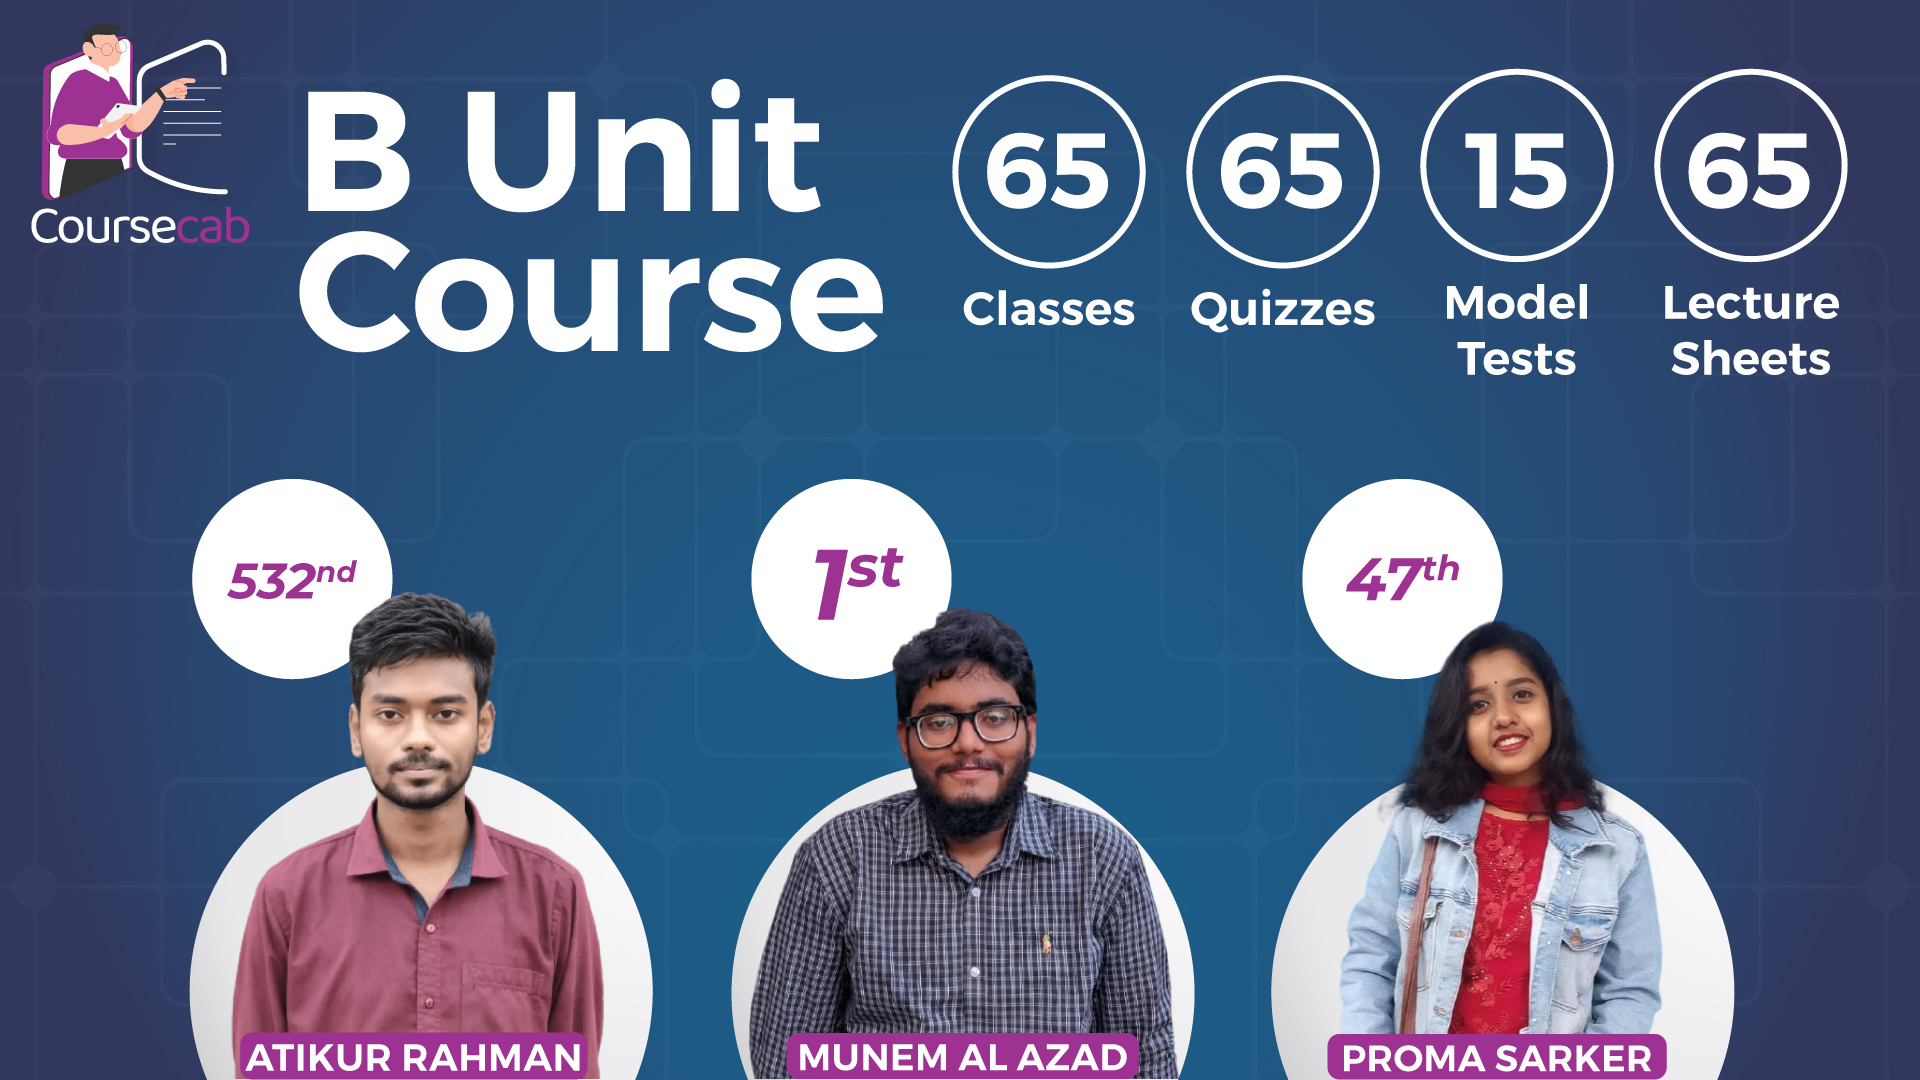 Coursecab
B Unit
Course
65
Classes
65
Quizzes
15
Model
Tests
65
Lecture
Sheets
532nd
1st
47th
ATIKUR RAHMAN
MUNEM AL AZAD
PROMA SARKER